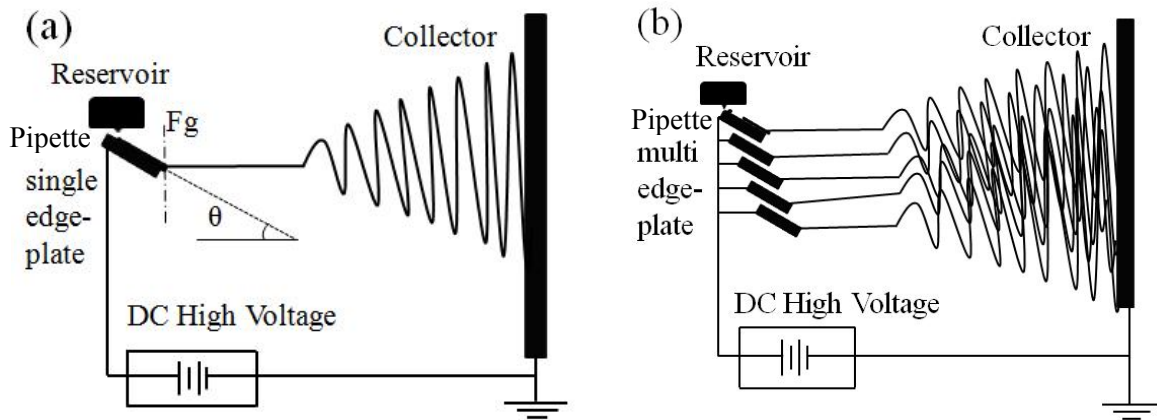 (a)
Collector
Reservoir
Fg
Pipette
single
edge-
plate
θ
DC High Voltage
(b)
Collector
Reservoir
Pipette
multi
edge-
plate
DC High Voltage